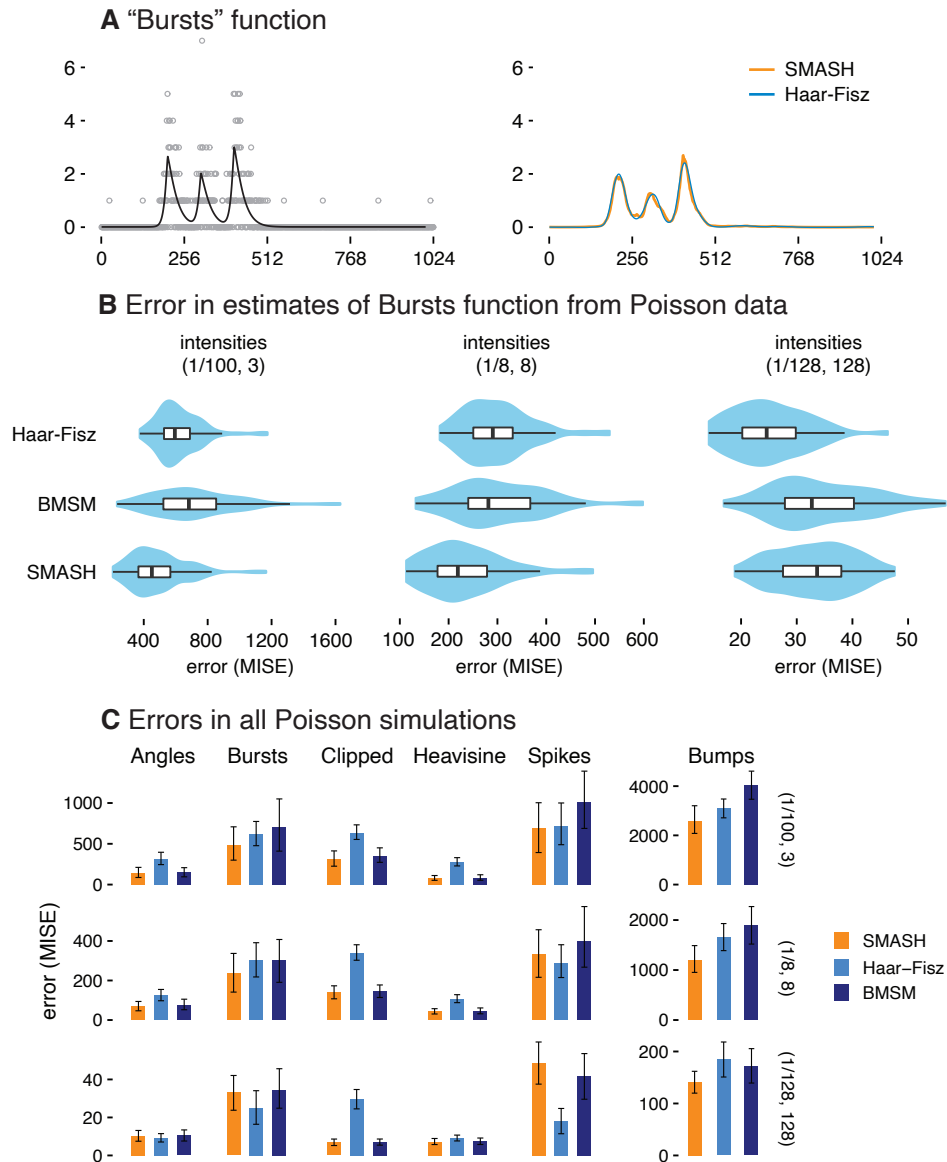 A “Bursts” function
6
4
2
0
0 256 512 768 1024
6
4
2
0
0 256 512 768 1024
SMASH
Haar-Fisz
B Error in estimates of Bursts function from Poisson data
intensities
(1/100, 3)
intensities
(1/8, 8)
intensities
(1/128, 128)
Haar-Fisz
BMSM
SMASH
400 800 1200 1600
error (MISE)
100 200 300 400 500 600
error (MISE)
20 30 40 50
error (MISE)
C Errors in all Poisson simulations
Angles Bursts Clipped Heavisine Spikes Bumps
error (MISE)
1000
500
0
4000
2000
0
(1/100, 3)
400
200
0
2000
1000
0
(1/8, 8)
40
20
0
200
100
0
(1/128, 128)
SMASH
Haar–Fisz
BMSM